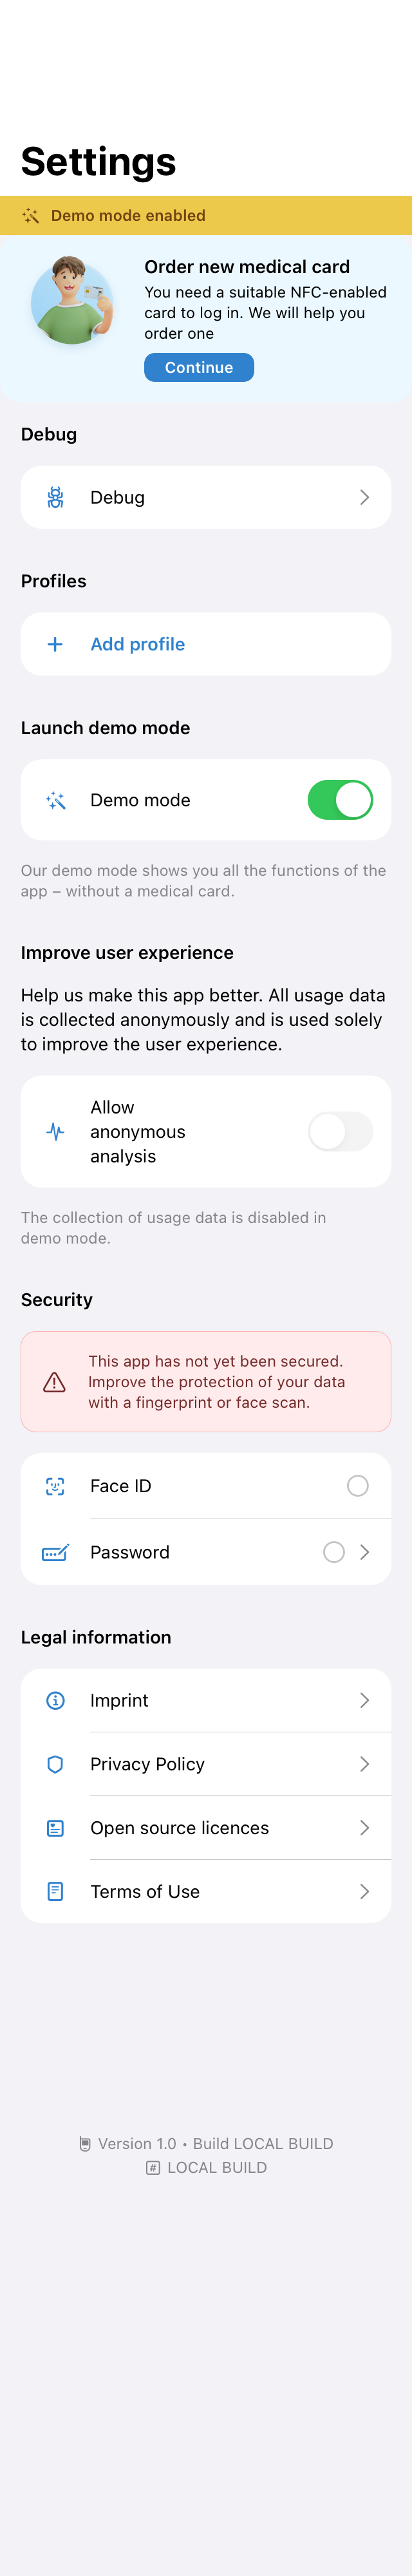 Settings
Demo mode enabled
Order new medical card
You need a suitable NFC-enabled
card to log in. We will help you
order one
Continue
Debug
Debug
Profiles
Add profile
Launch demo mode
Demo mode
Our demo mode shows you all the functions of the
app – without a medical card.
Improve user experience
Help us make this app better. All usage data
is collected anonymously and is used solely
to improve the user experience.
Allow
anonymous
analysis
The collection of usage data is disabled in
demo mode.
Security
This app has not yet been secured.
Improve the protection of your data
with a fingerprint or face scan.
Face ID
Password
Legal information
Imprint
Privacy Policy
Open source licences
Terms of Use
Version 1.0 • Build LOCAL BUILD
# LOCAL BUILD